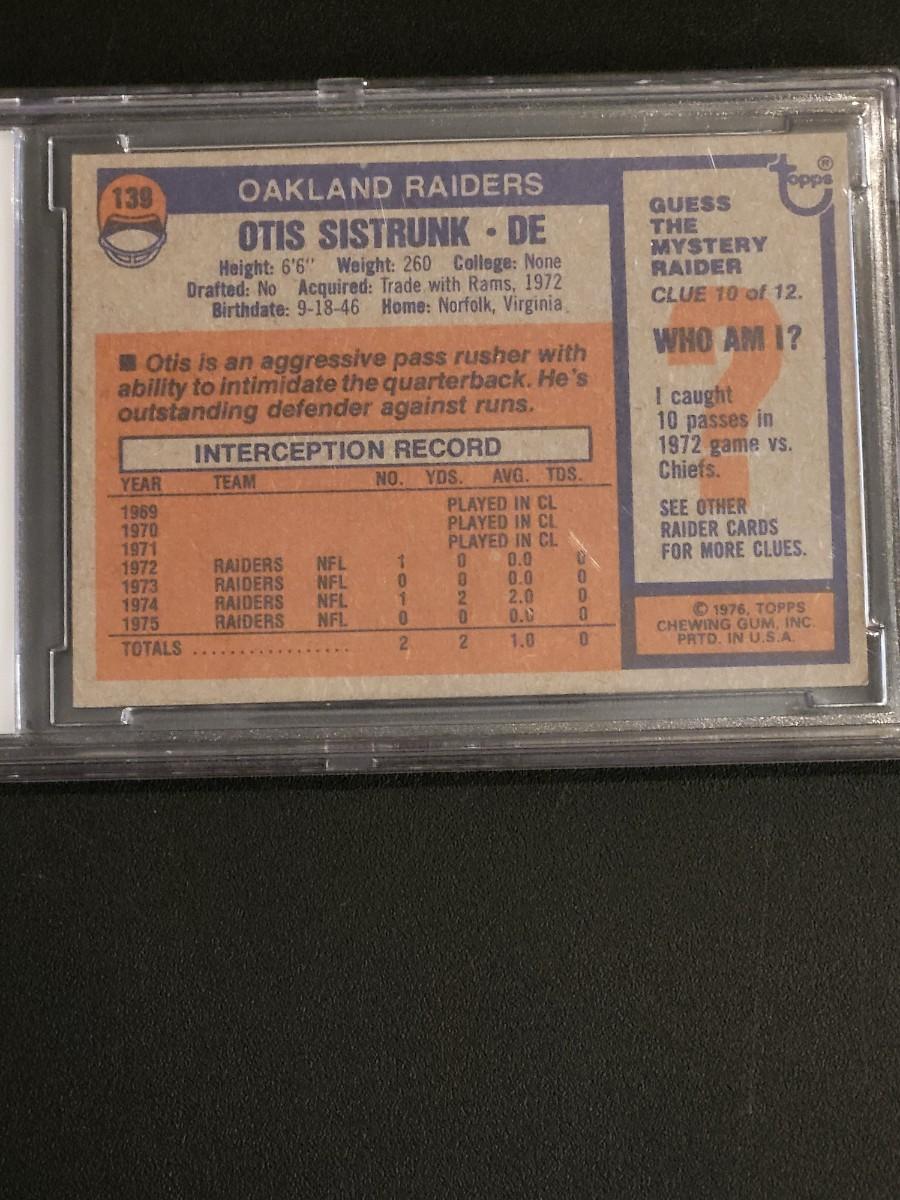 139
OAKLAND RAIDERS
OTIS SISTRUNK • DE
Height: 6'6" Weight: 260 College: None
Drafted: No Acquired: Trade with Rams, 1972
Birthdate: 9-18-46 Home: Norfolk, Virginia
■ Otis is an aggressive pass rusher with
ability to intimidate the quarterback. He's
outstanding defender against runs.
INTERCEPTION RECORD
YEAR TEAM NO. YDS. AVG. TDS.
1969 PLAYED IN CL
1970 PLAYED IN CL
1971 PLAYED IN CL
1972 RAIDERS NFL 1 0 0.0 0
1973 RAIDERS NFL 0 0 0.0 0
1974 RAIDERS NFL 1 2 2.0 0
1975 RAIDERS NFL 0 0 0.0 0
TOTALS ................. 2 2 1.0 0
topps®
GUESS
THE
MYSTERY
RAIDER
CLUE 10 of 12.
?
WHO AM I?
I caught
10 passes in
1972 game vs.
Chiefs.
SEE OTHER
RAIDER CARDS
FOR MORE CLUES.
© 1976, TOPPS
CHEWING GUM, INC.
PRTD. IN U.S.A.